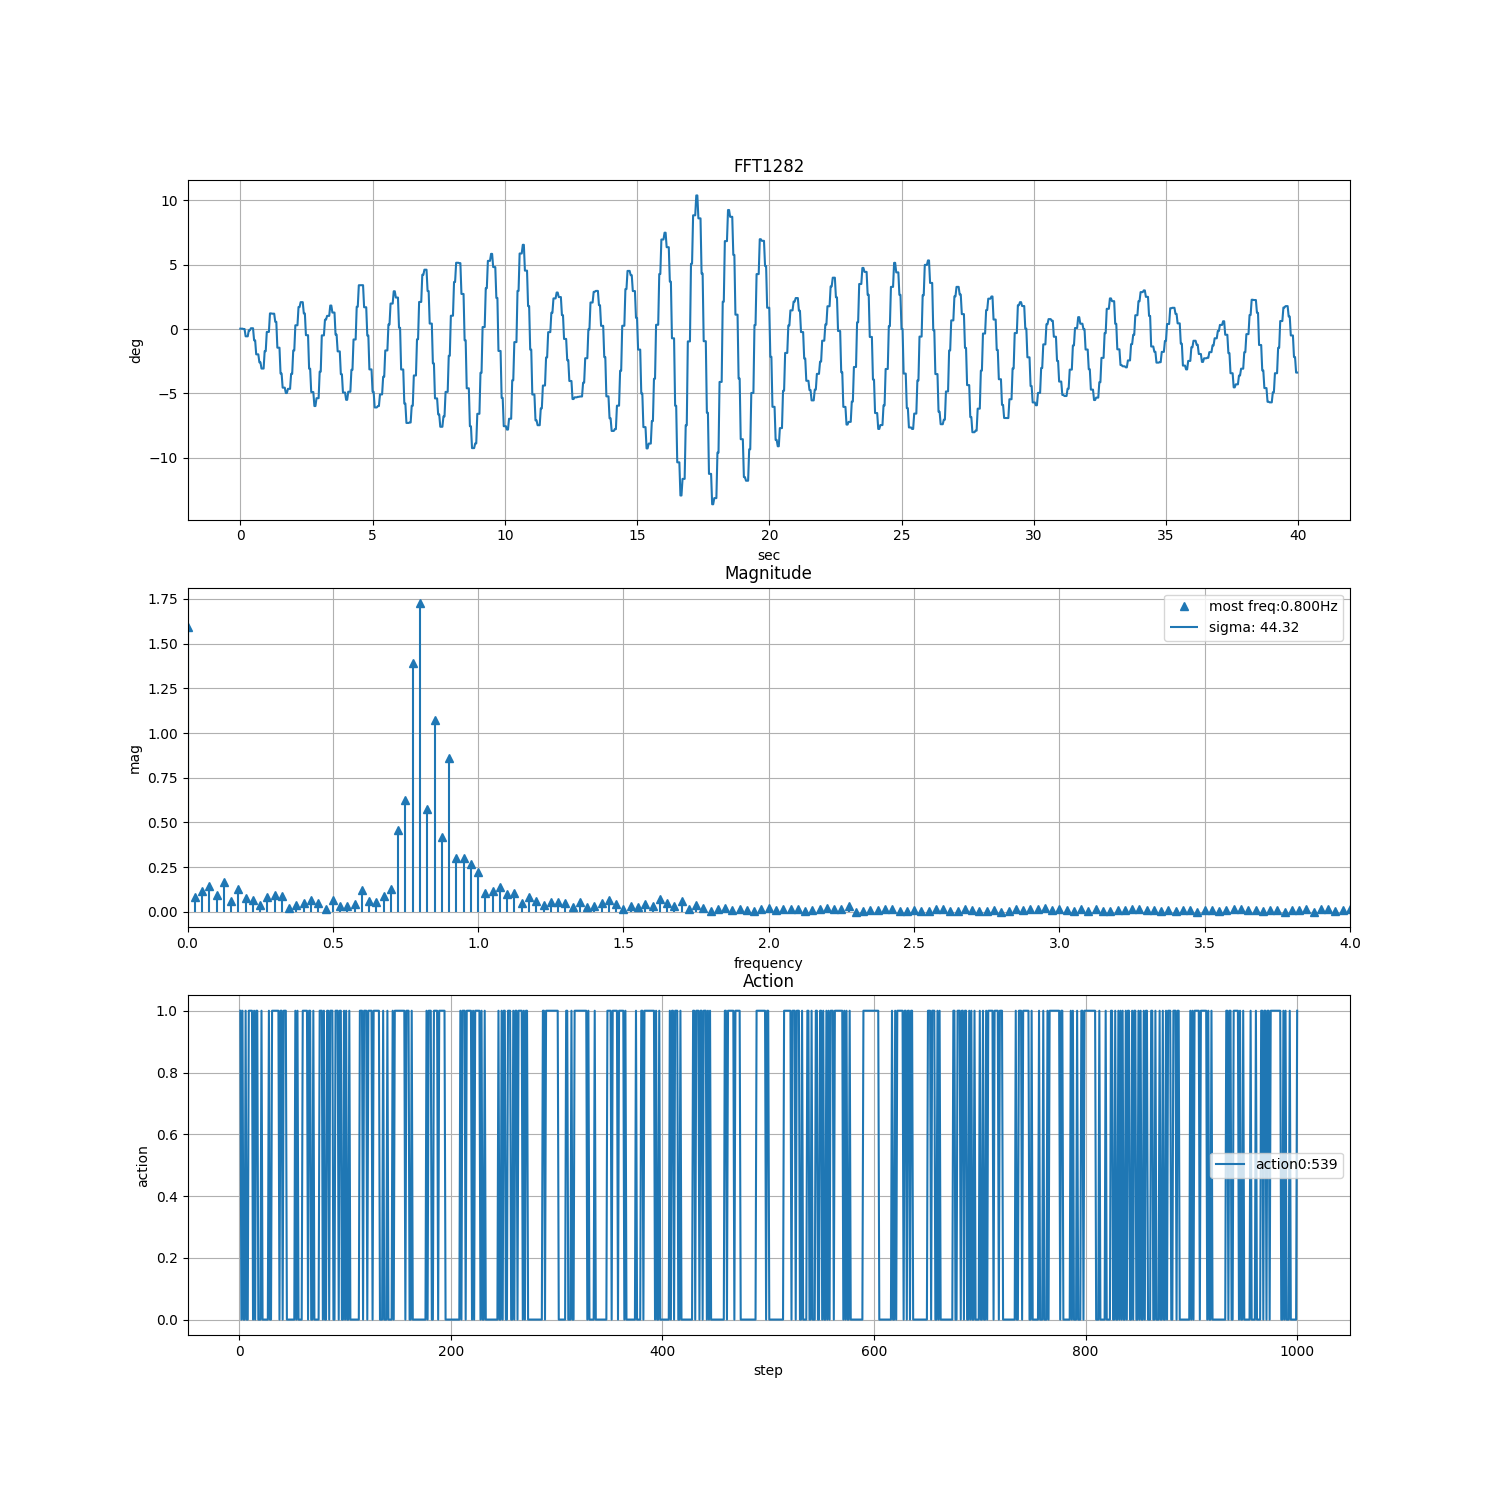 FFT1282
10
5
0
−5
−10
deg
0 5 10 15 20 25 30 35 40
sec
Magnitude
1.75
1.50
1.25
1.00
0.75
0.50
0.25
0.00
mag
most freq:0.800Hz
sigma: 44.32
0.0 0.5 1.0 1.5 2.0 2.5 3.0 3.5 4.0
frequency
Action
1.0
0.8
0.6
0.4
0.2
0.0
action
action0:539
0 200 400 600 800 1000
step